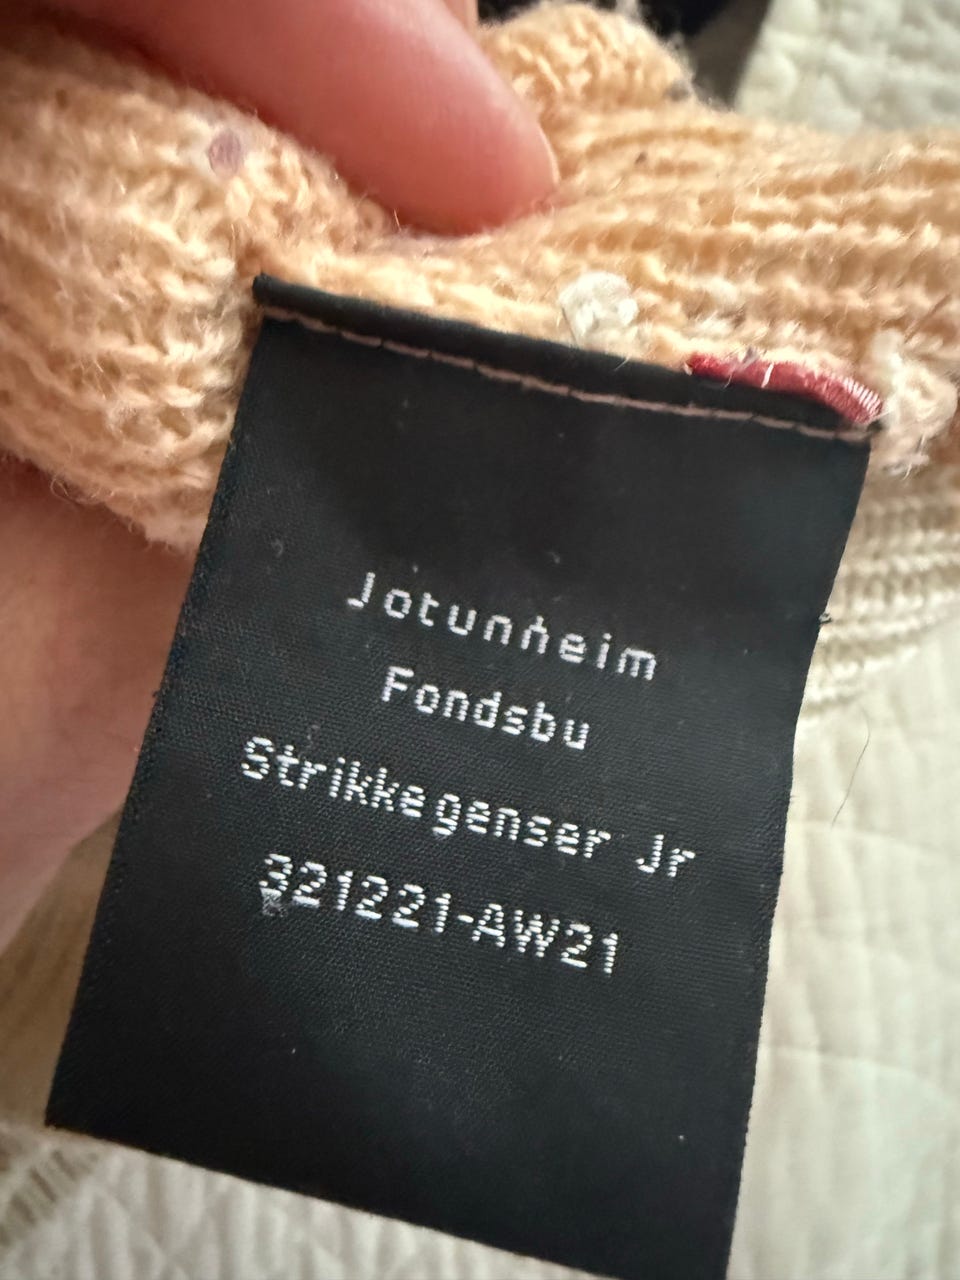 Jotunheim
Fondsbu
Strikkegenser Jr
321221-AW21